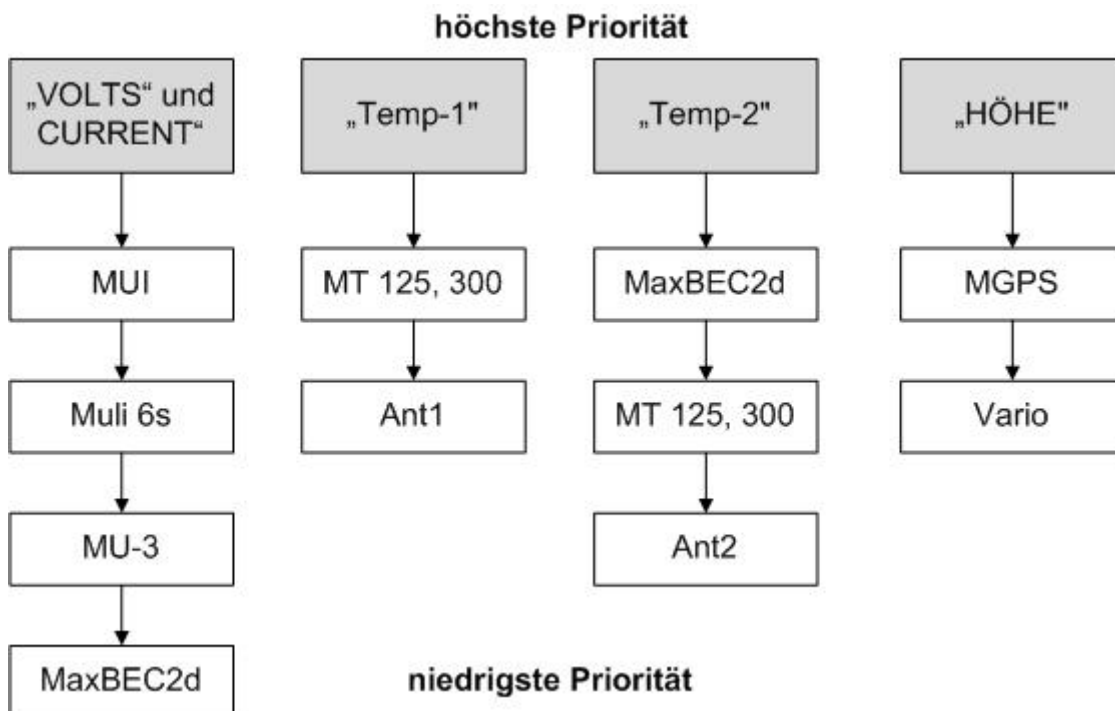 höchste Priorität
„VOLTS“ und
CURRENT“
„Temp-1"
„Temp-2"
„HÖHE"
MUI
MT 125, 300
MaxBEC2d
MGPS
Muli 6s
Ant1
MT 125, 300
Vario
MU-3
Ant2
MaxBEC2d
niedrigste Priorität